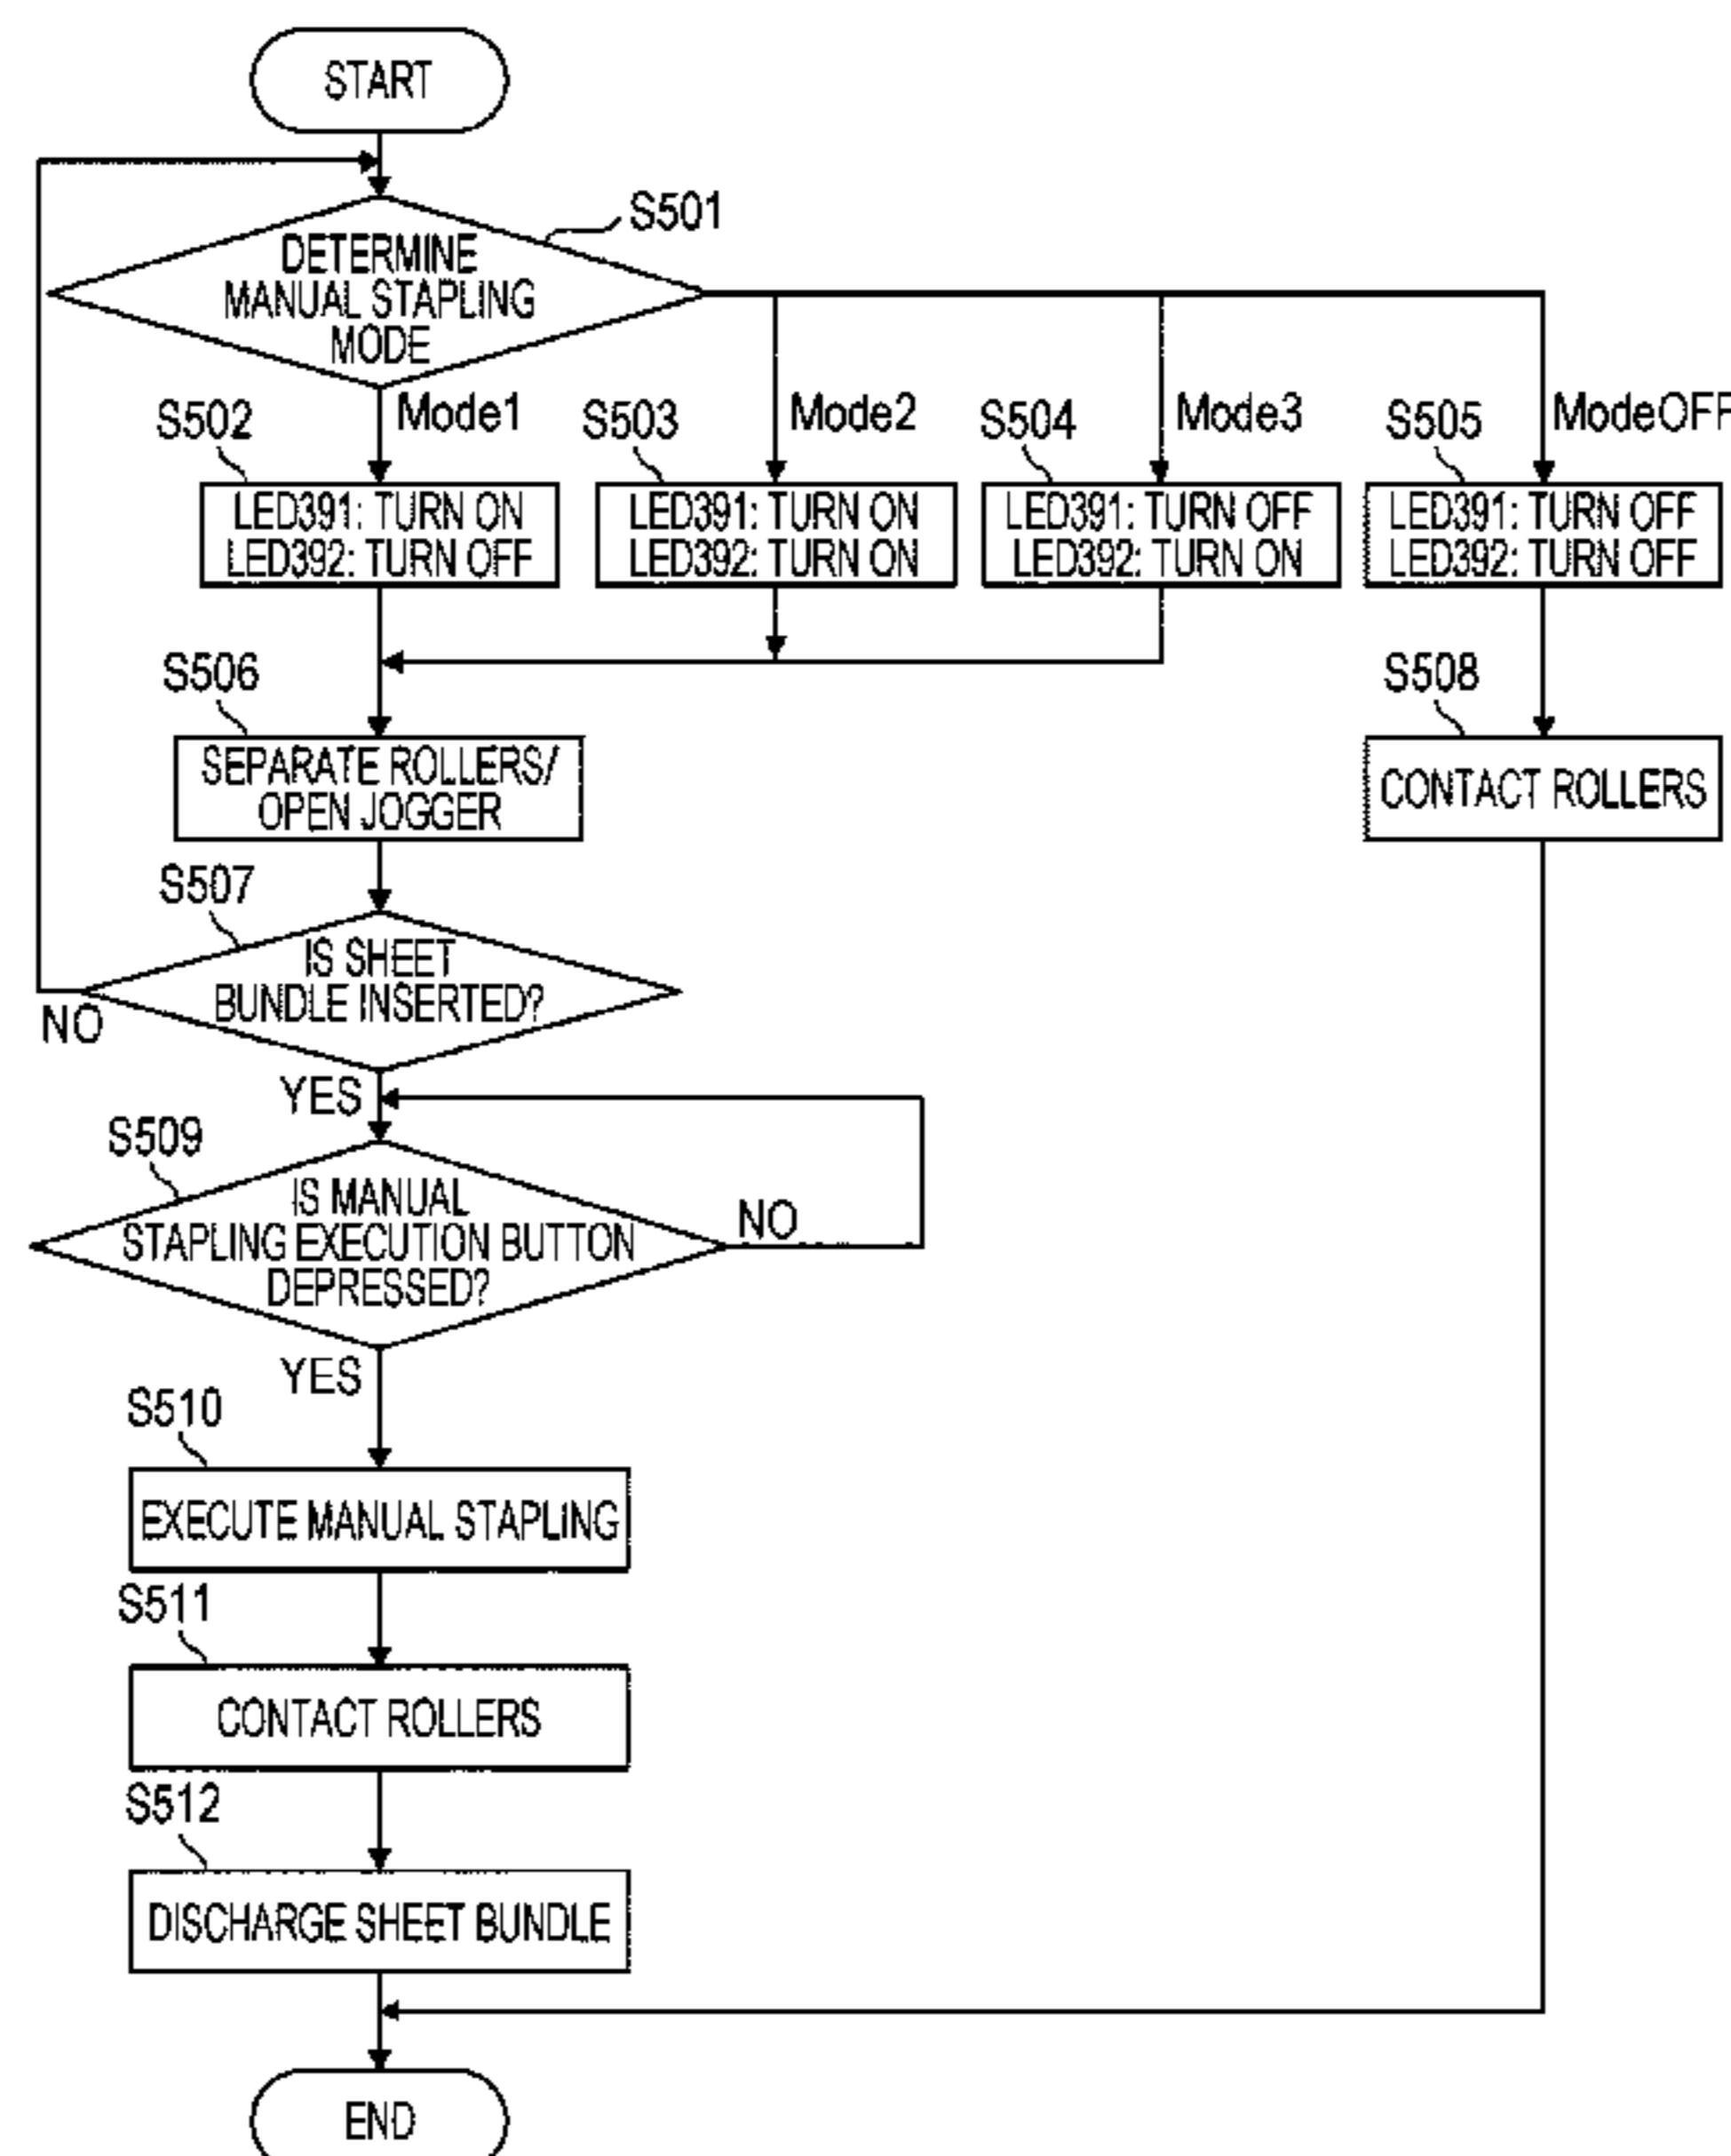 START
S501
DETERMINE
MANUAL STAPLING
MODE
S502
Mode1
S503
Mode2
S504
Mode3
S505
ModeOFF
LED391: TURN ON
LED392: TURN OFF
LED391: TURN ON
LED392: TURN ON
LED391: TURN OFF
LED392: TURN ON
LED391: TURN OFF
LED392: TURN OFF
S506
SEPARATE ROLLERS/
OPEN JOGGER
S508
CONTACT ROLLERS
S507
IS SHEET
BUNDLE INSERTED?
NO
YES
S509
IS MANUAL
STAPLING EXECUTION BUTTON
DEPRESSED?
NO
YES
S510
EXECUTE MANUAL STAPLING
S511
CONTACT ROLLERS
S512
DISCHARGE SHEET BUNDLE
END